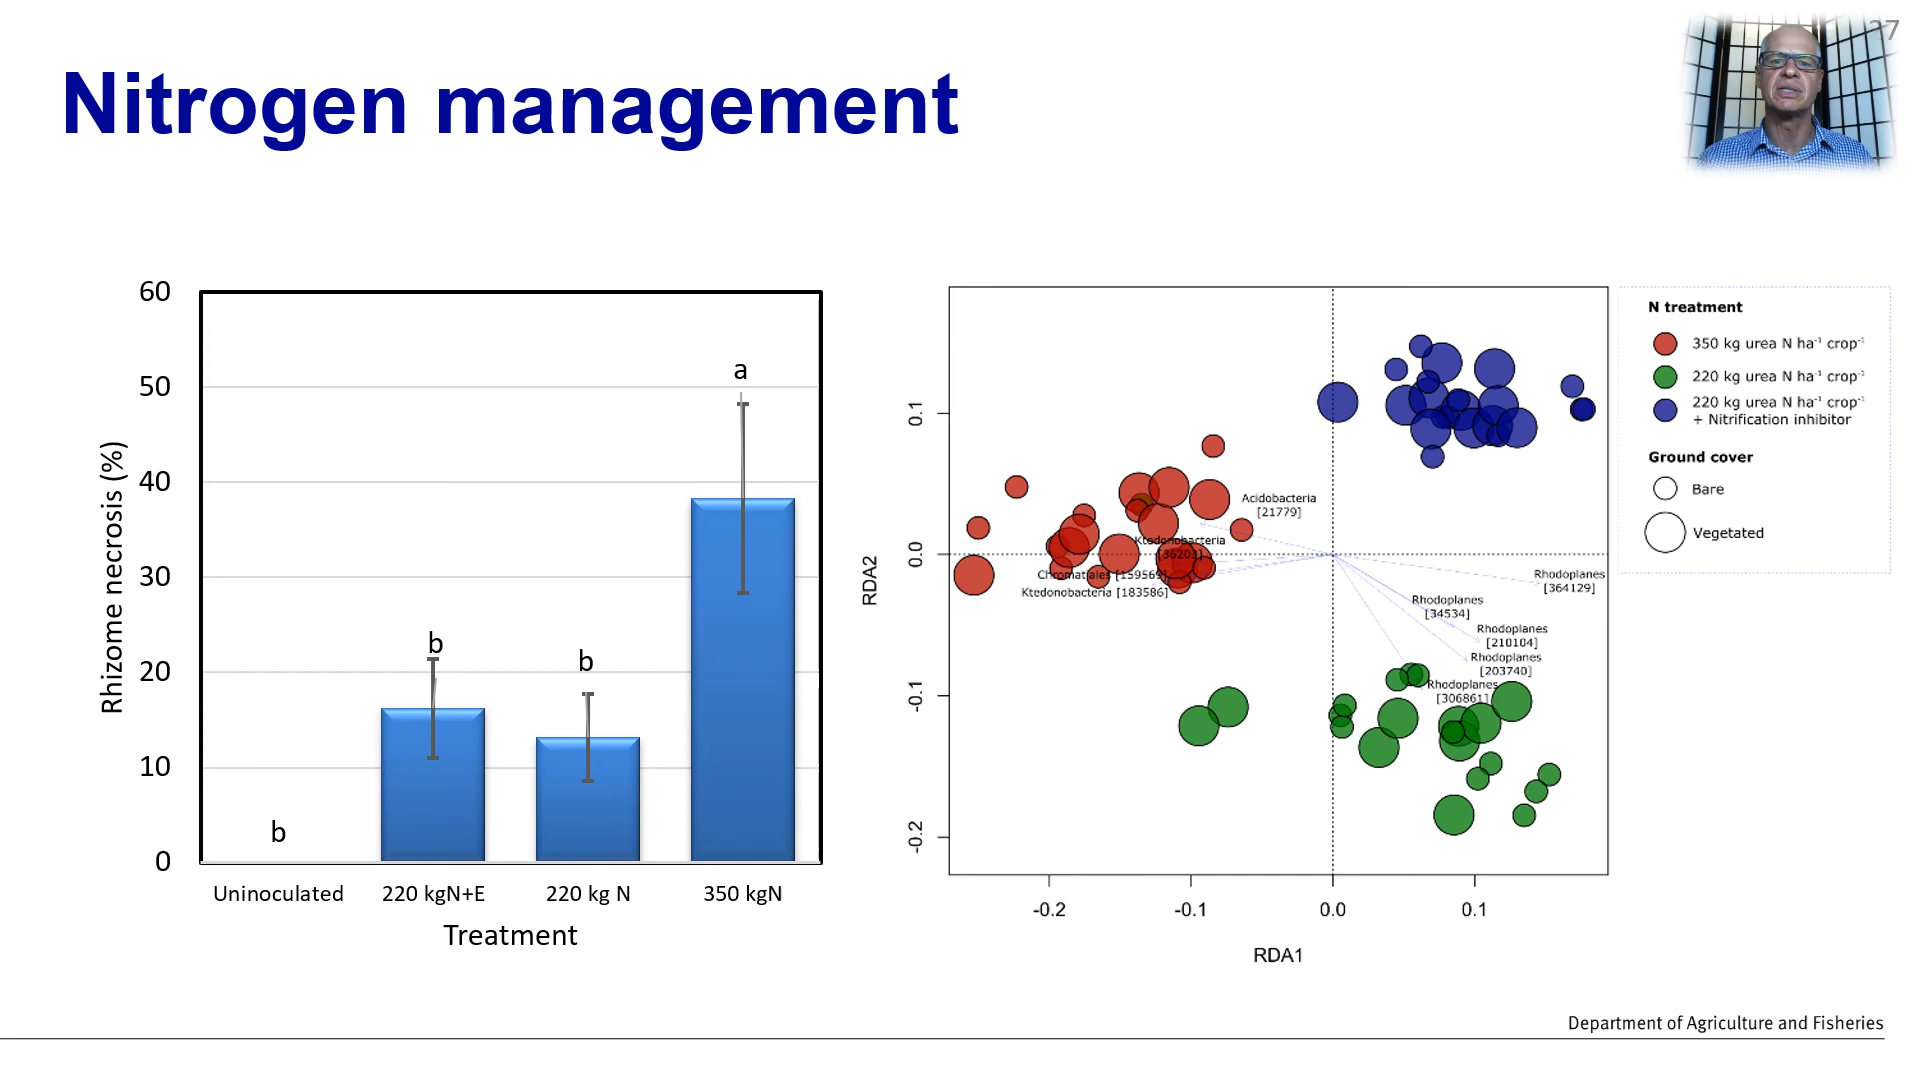 Nitrogen management
60
50
40
30
20
10
0
Rhizome necrosis (%)
b
b
b
a
Uninoculated
220 kgN+E
220 kg N
350 kgN
Treatment
0.1
0.0
-0.1
-0.2
RDA2
-0.2
-0.1
0.0
0.1
RDA1
Acidobacteria
[21779]
Ktedonobacteria
[36203]
Chromatiales [159569]
Ktedonobacteria [183586]
Rhodoplanes
[364129]
Rhodoplanes
[34534]
Rhodoplanes
[210104]
Rhodoplanes
[203740]
Rhodoplanes
[306861]
N treatment
350 kg urea N ha⁻¹ crop⁻¹
220 kg urea N ha⁻¹ crop⁻¹
220 kg urea N ha⁻¹ crop⁻¹
+ Nitrification inhibitor
Ground cover
Bare
Vegetated
Department of Agriculture and Fisheries